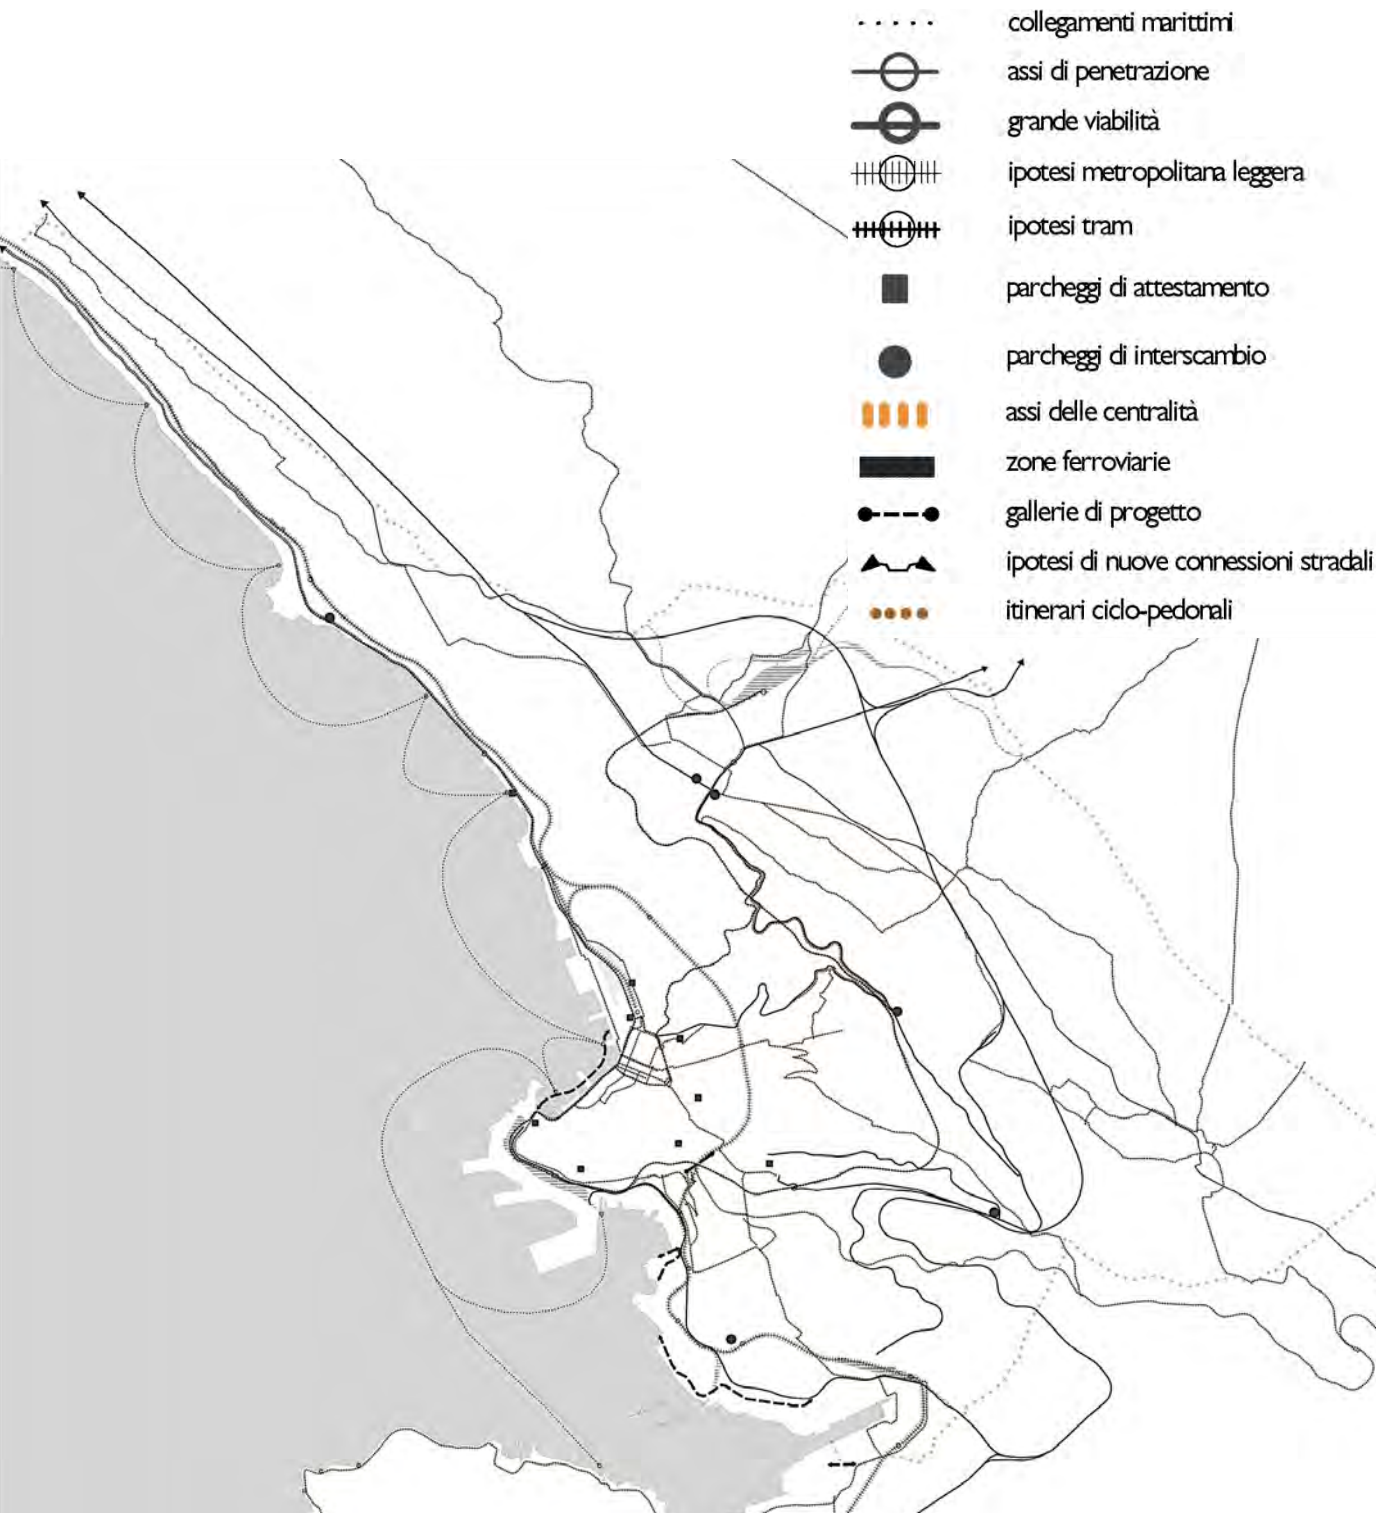 collegamenti marittimi
assi di penetrazione
grande viabilità
ipotesi metropolitana leggera
ipotesi tram
parcheggi di attestamento
parcheggi di interscambio
assi delle centralità
zone ferroviarie
gallerie di progetto
ipotesi di nuove connessioni stradali
itinerari ciclo-pedonali